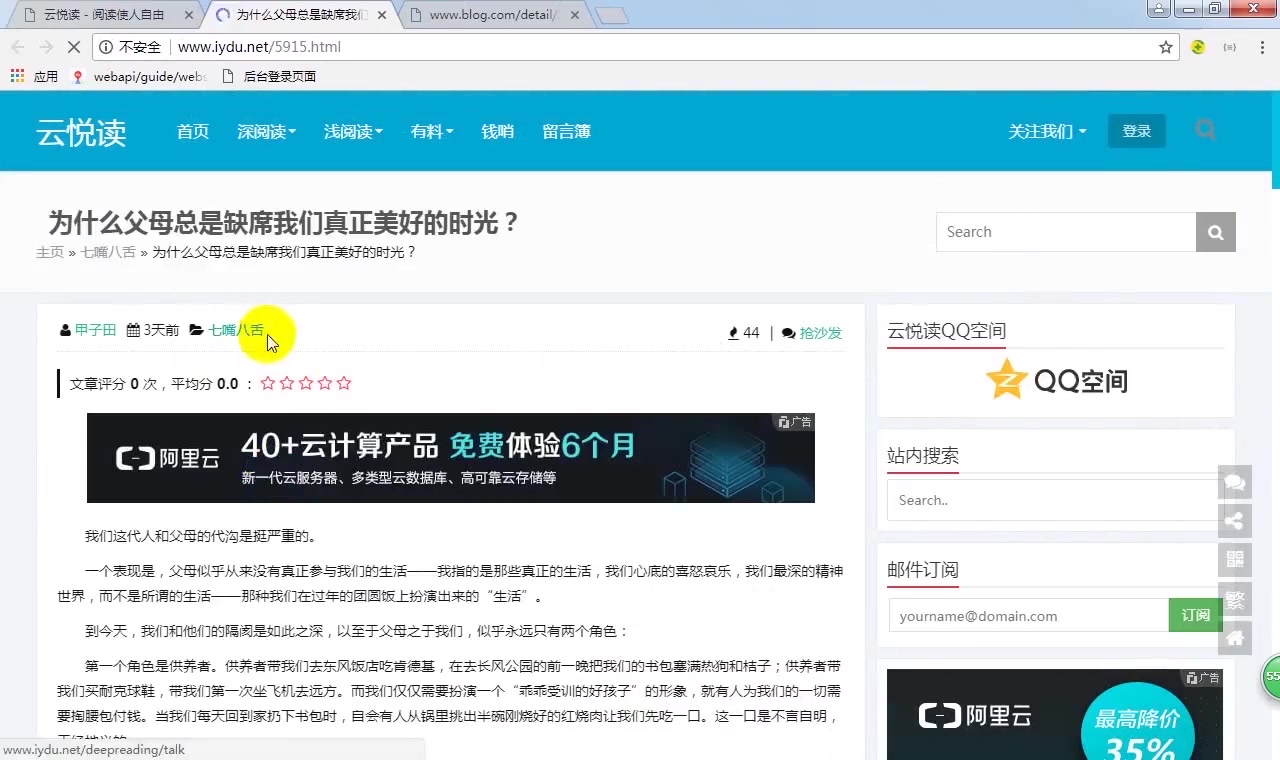 云悦读 - 阅读使人自由
为什么父母总是缺席我们
www.blog.com/detail/
不安全 www.iydu.net/5915.html
应用 webapi/guide/webs 后台登录页面
云悦读 首页 深阅读 浅阅读 有料 钱哨 留言簿 关注我们 登录
为什么父母总是缺席我们真正美好的时光？
主页 » 七嘴八舌 » 为什么父母总是缺席我们真正美好的时光？
Search
甲子田 3天前 七嘴八舌 44 | 抢沙发
文章评分 0 次，平均分 0.0 ：
阿里云 40+云计算产品 免费体验6个月 广告
新一代云服务器、多类型云数据库、高可靠云存储等
我们这代人和父母的代沟是挺严重的。
一个表现是，父母似乎从来没有真正参与我们的生活——我指的是那些真正的生活，我们心底的喜怒哀乐，我们最深的精神
世界，而不是所谓的生活——那种我们在过年的团圆饭上扮演出来的“生活”。
到今天，我们和他们的隔阂是如此之深，以至于父母之于我们，似乎永远只有两个角色：
第一个角色是供养者。供养者带我们去东风饭店吃肯德基，在去长风公园的前一晚把我们的书包塞满热狗和桔子；供养者带
我们买耐克球鞋，带我们第一次坐飞机去远方。而我们仅仅需要扮演一个“乖乖受训的好孩子”的形象，就有人为我们的一切需
要掏腰包付钱。当我们每天回到家扔下书包时，自会有人从锅里挑出半碗刚烧好的红烧肉让我们先吃一口。这一口是不言自明，
www.iydu.net/deepreading/talk
云悦读QQ空间
QQ空间
站内搜索
Search..
邮件订阅
yourname@domain.com 订阅
繁
广告
阿里云 最高降价
35%
55